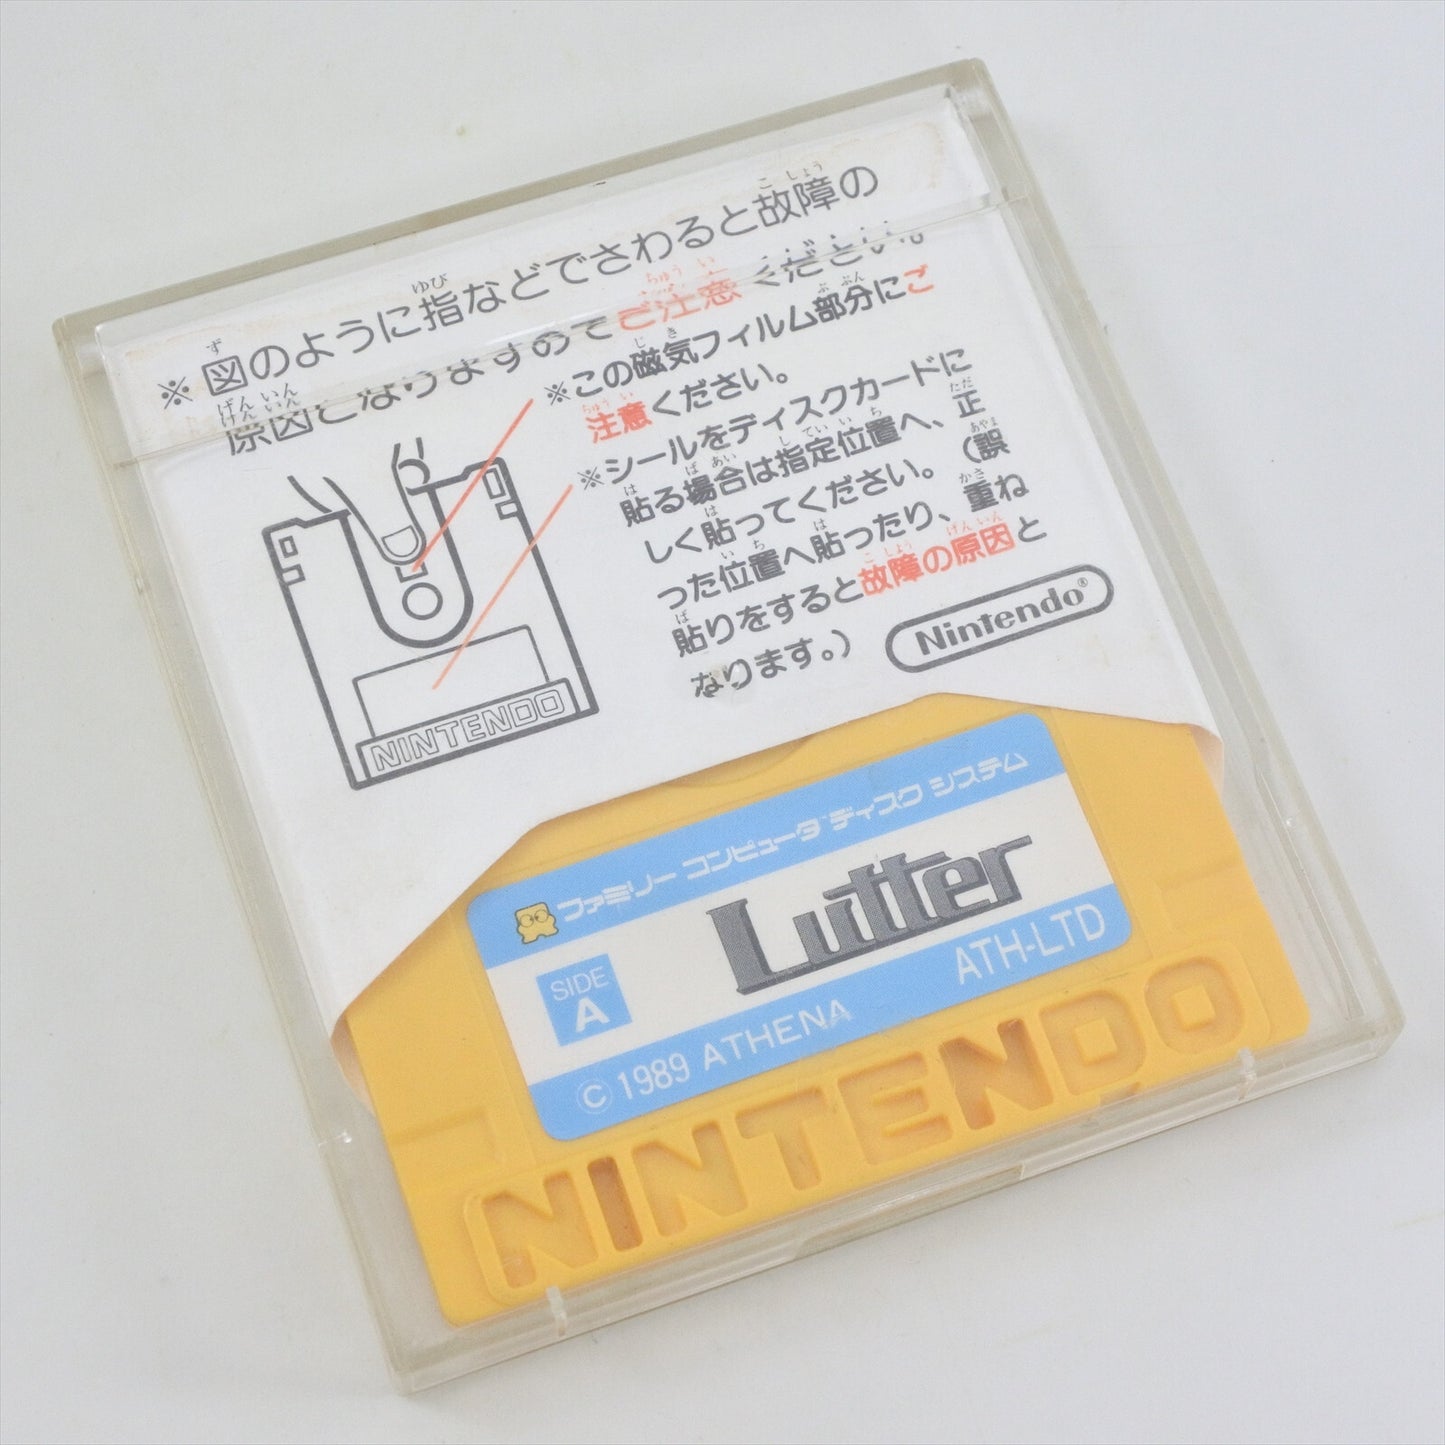 ※図のように指などでさわると故障の
原因となりますのでご注意ください。
※この磁気フィルム部分にご
注意ください。
※シールをディスクカードに
貼る場合は指定位置へ、正
しく貼ってください。(誤
った位置へ貼ったり、重ね
貼りをすると故障の原因と
なります。)
Nintendo®
NINTENDO
ファミリー コンピュータ ディスク システム
Lutter
SIDE
A
ATH-LTD
© 1989 ATHENA
NINTENDO